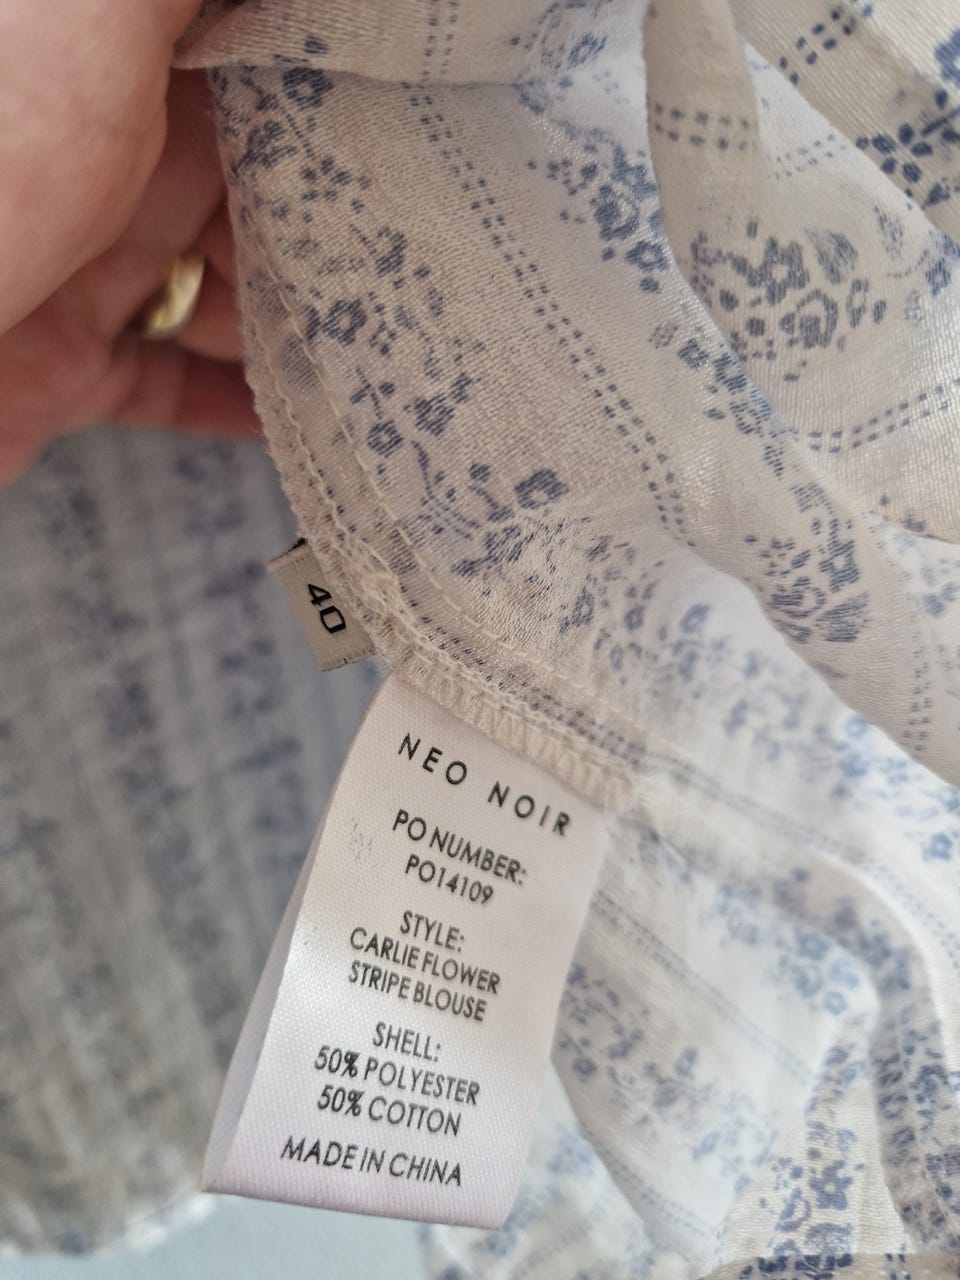 40
NEO NOIR
PO NUMBER:
PO14109
STYLE:
CARLIE FLOWER
STRIPE BLOUSE
SHELL:
50% POLYESTER
50% COTTON
MADE IN CHINA